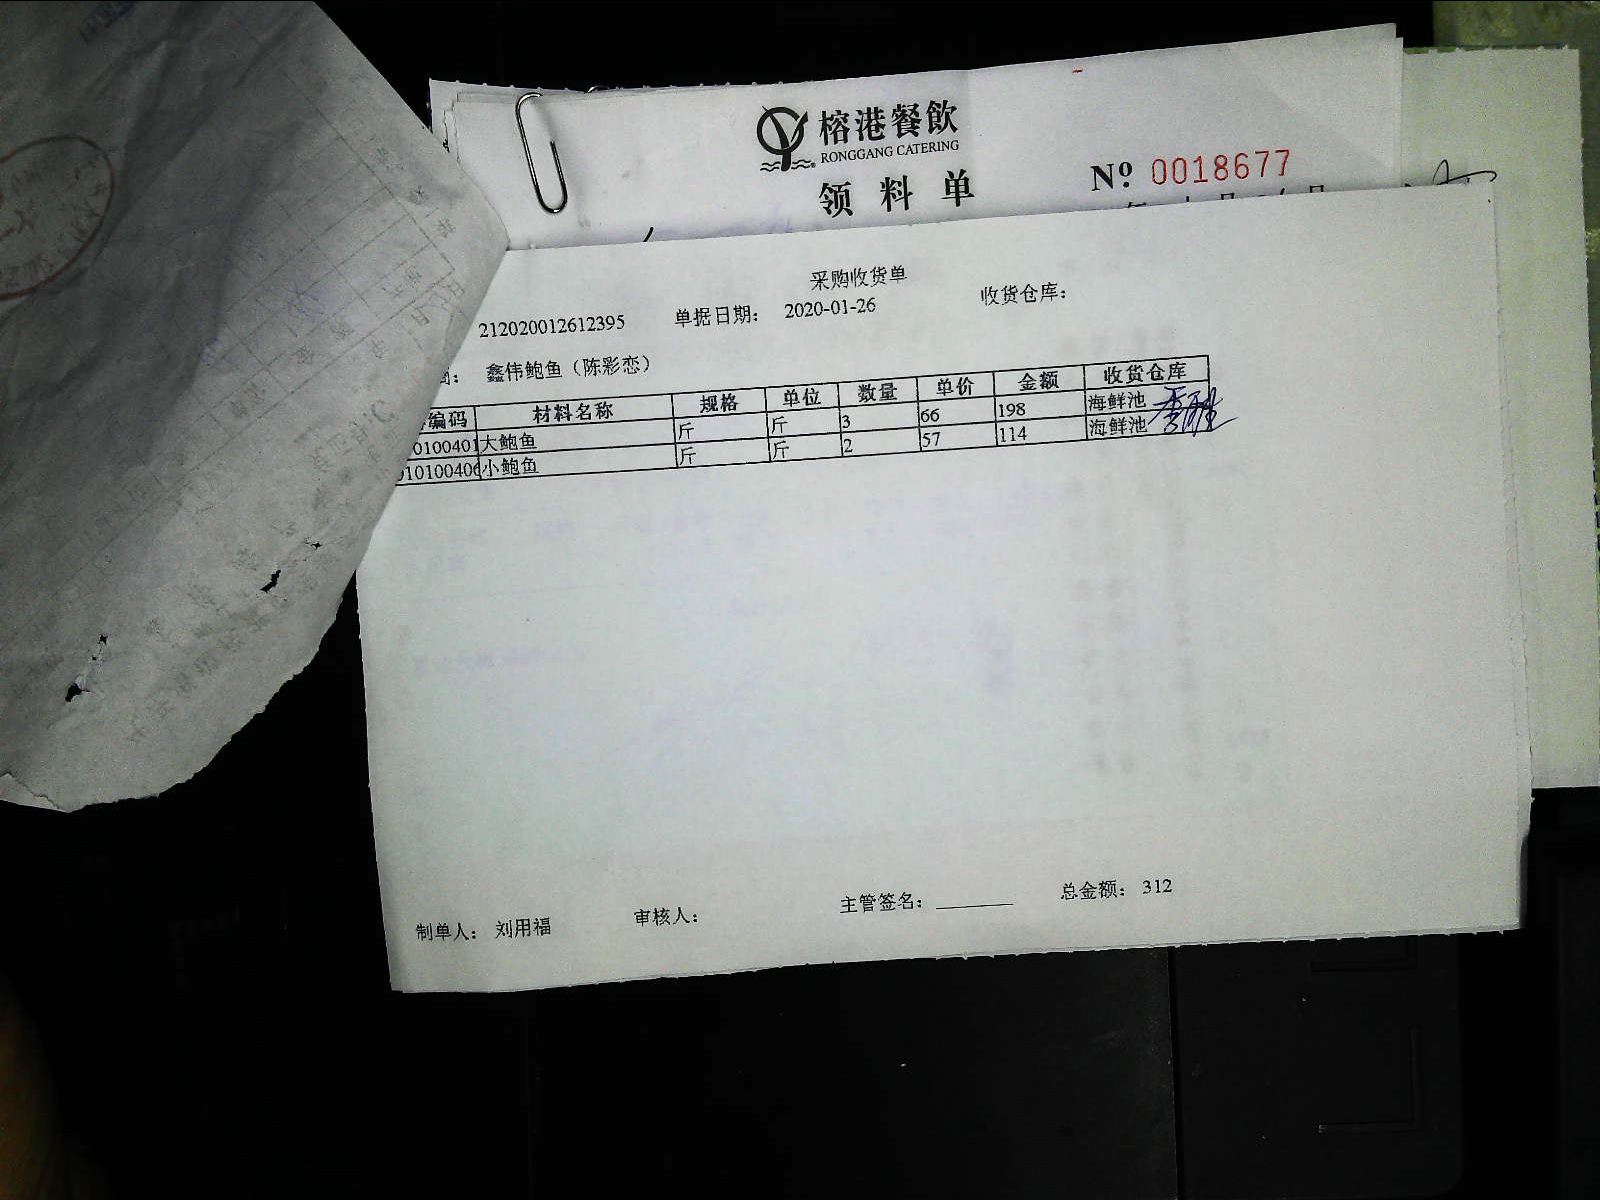 榕港餐飲
RONGGANG CATERING
领料单
Nº 0018677
采购收货单
212020012612395 单据日期: 2020-01-26 收货仓库:
商: 鑫伟鲍鱼(陈彩恋)
编码 材料名称 规格 单位 数量 单价 金额 收货仓库
0100401 大鲍鱼 斤 斤 3 66 198 海鲜池
010100406 小鲍鱼 斤 斤 2 57 114 海鲜池
制单人: 刘用福 审核人: 主管签名: ________ 总金额: 312